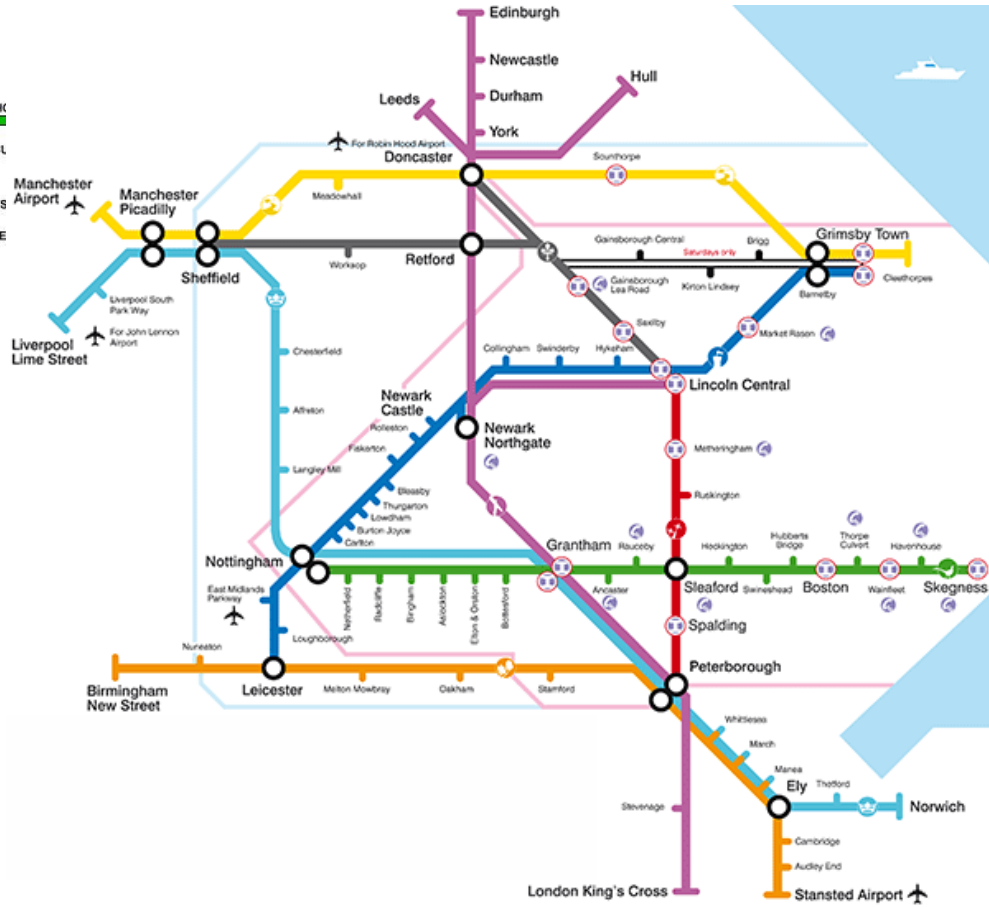 Edinburgh
Newcastle
Hull
Leeds
Durham
York
For Robin Hood Airport
Doncaster
Sounthorpe
Manchester
Airport
Manchester
Picadilly
Meadowhall
Grimsby Town
Gainsborough Central
Brigg
Saturdays only
Retford
Worksop
Sheffield
Cleethorpes
Gainsborough
Lea Road
Kirton Lindsey
Barnetby
Liverpool South
Park Way
For John Lennon
Airport
Liverpool
Lime Street
Saxilby
Market Rasen
Chesterfield
Collingham
Swinderby
Hykeham
Lincoln Central
Newark
Castle
Alfreton
Rolleston
Newark
Northgate
Fiskerton
Metheringham
Langley Mill
Bleasby
Thurgarton
Lowdham
Burton Joyce
Carlton
Ruskington
Nottingham
Grantham
Rauceby
Heckington
Hubberts
Bridge
Thorpe
Culvert
Havenhouse
East Midlands
Parkway
Netherfield
Radcliffe
Bingham
Aslockton
Elton & Orston
Bottesford
Ancaster
Sleaford
Swineshead
Boston
Wainfleet
Skegness
Loughborough
Spalding
Nuneaton
Peterborough
Birmingham
New Street
Leicester
Melton Mowbray
Oakham
Stamford
Whittlesea
March
Manea
Ely
Thetford
Norwich
Stevenage
Cambridge
Audley End
London King's Cross
Stansted Airport